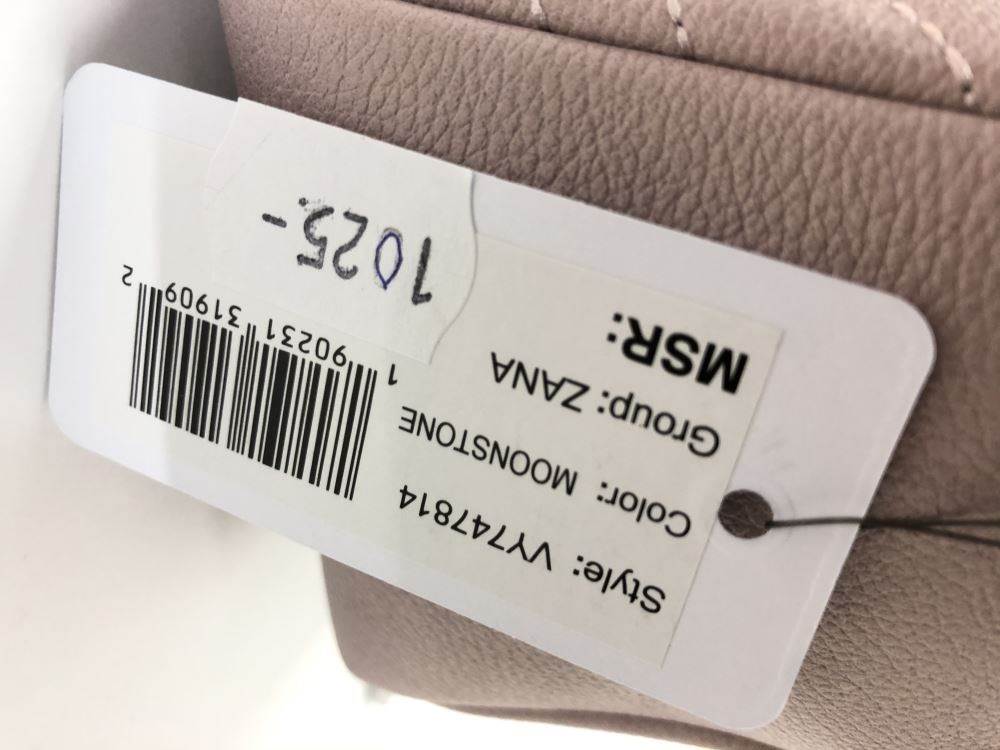 Style: VY747814
Color: MOONSTONE
Group: ZANA
MSR:
1 90231 31909 2
1025.-